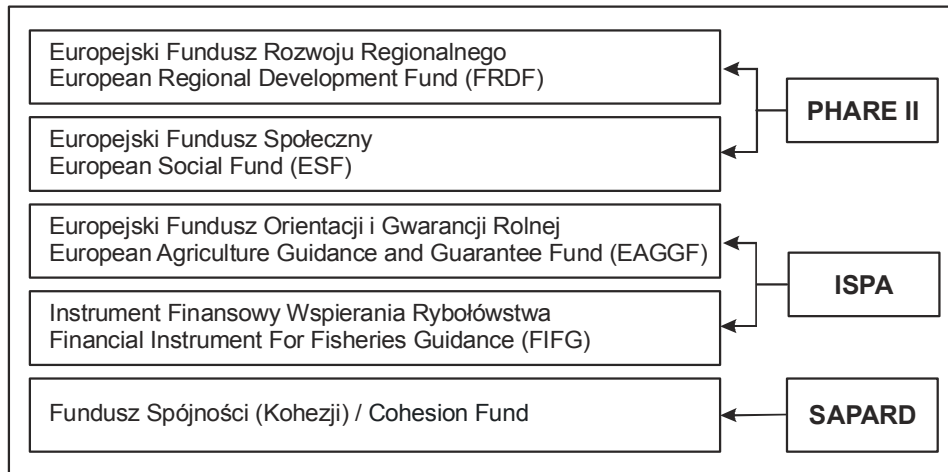 Europejski Fundusz Rozwoju Regionalnego
European Regional Development Fund (FRDF)
PHARE II
Europejski Fundusz Społeczny
European Social Fund (ESF)
Europejski Fundusz Orientacji i Gwarancji Rolnej
European Agriculture Guidance and Guarantee Fund (EAGGF)
ISPA
Instrument Finansowy Wspierania Rybołówstwa
Financial Instrument For Fisheries Guidance (FIFG)
Fundusz Spójności (Kohezji) / Cohesion Fund
SAPARD